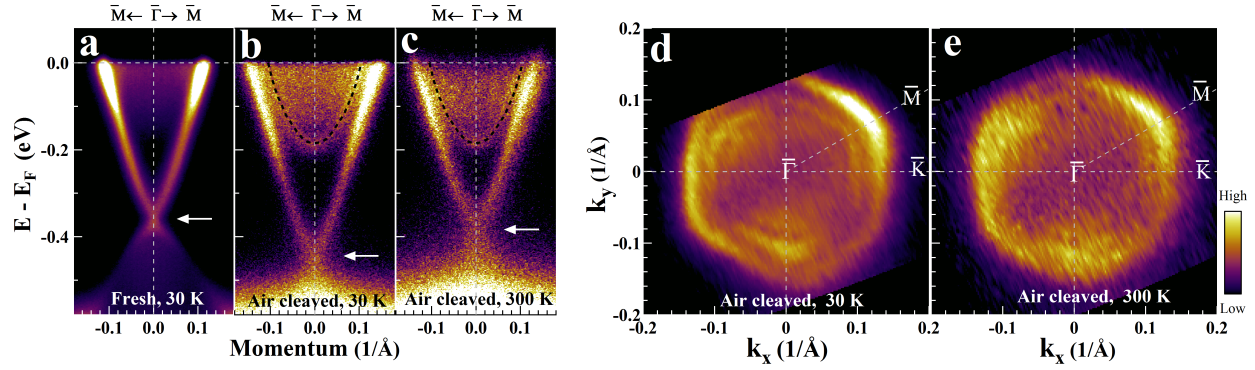 M̄ ← Γ̄ → M̄
M̄ ← Γ̄ → M̄
M̄ ← Γ̄ → M̄
a
b
c
d
e
E - E_F (eV)
0.0
-0.2
-0.4
Fresh, 30 K
Air cleaved, 30 K
Air cleaved, 300 K
-0.1 0.0 0.1
-0.1 0.0 0.1
-0.1 0.0 0.1
Momentum (1/Å)
k_y (1/Å)
0.2
0.1
0
-0.1
-0.2
M̄
Γ̄
K̄
Air cleaved, 30 K
-0.2 -0.1 0 0.1 0.2
k_x (1/Å)
M̄
Γ̄
K̄
Air cleaved, 300 K
-0.1 0 0.1 0.2
k_x (1/Å)
High
Low